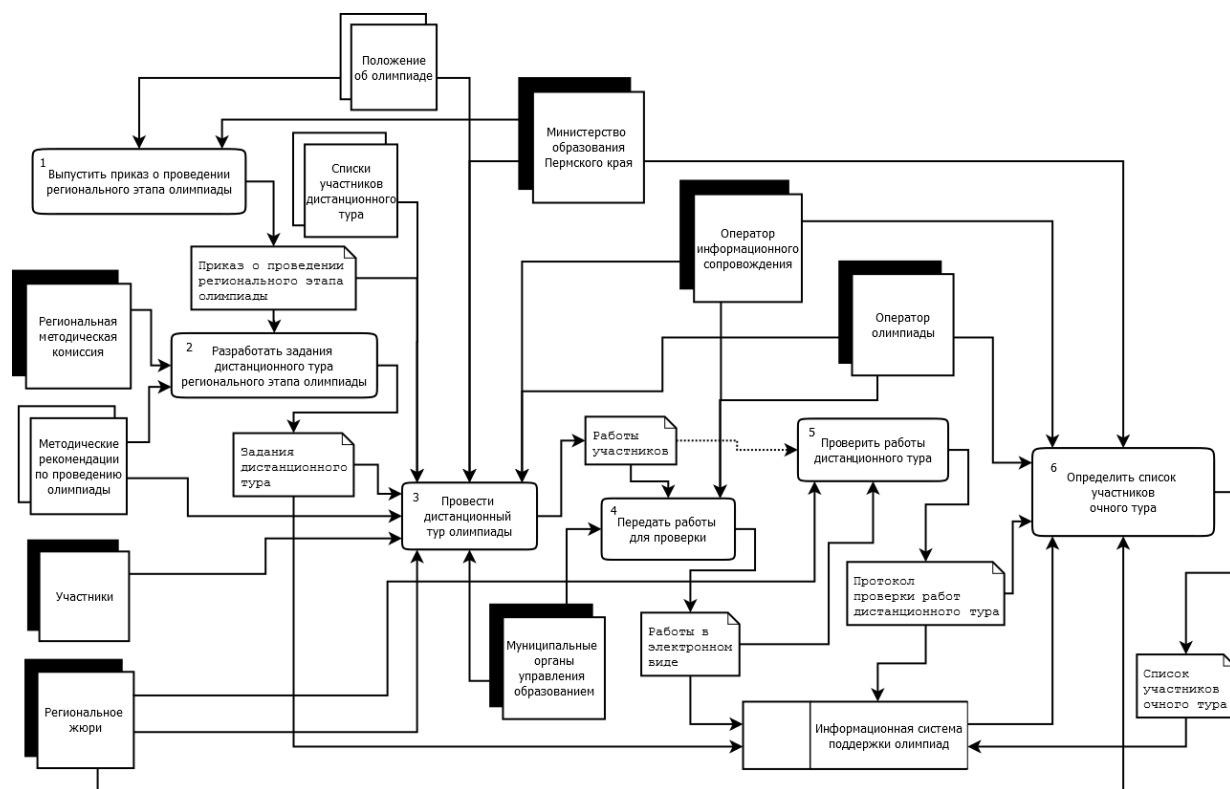 Положение
об олимпиаде
Министерство
образования
Пермского края
1
Выпустить приказ о проведении
регионального этапа олимпиады
Списки
участников
дистанционного
тура
Оператор
информационного
сопровождения
Приказ о проведении
регионального этапа
олимпиады
Региональная
методическая
комиссия
Оператор
олимпиады
2
Разработать задания
дистанционного тура
регионального этапа олимпиады
Методические
рекомендации
по проведению
олимпиады
Задания
дистанционного
тура
Работы
участников
5
Проверить работы
дистанционного тура
6
Определить список
участников
очного тура
3
Провести
дистанционный
тур олимпиады
4
Передать работы
для проверки
Участники
Протокол
проверки работ
дистанционного тура
Муниципальные
органы
управления
образованием
Работы в
электронном
виде
Список
участников
очного тура
Региональное
жюри
Информационная система
поддержки олимпиад